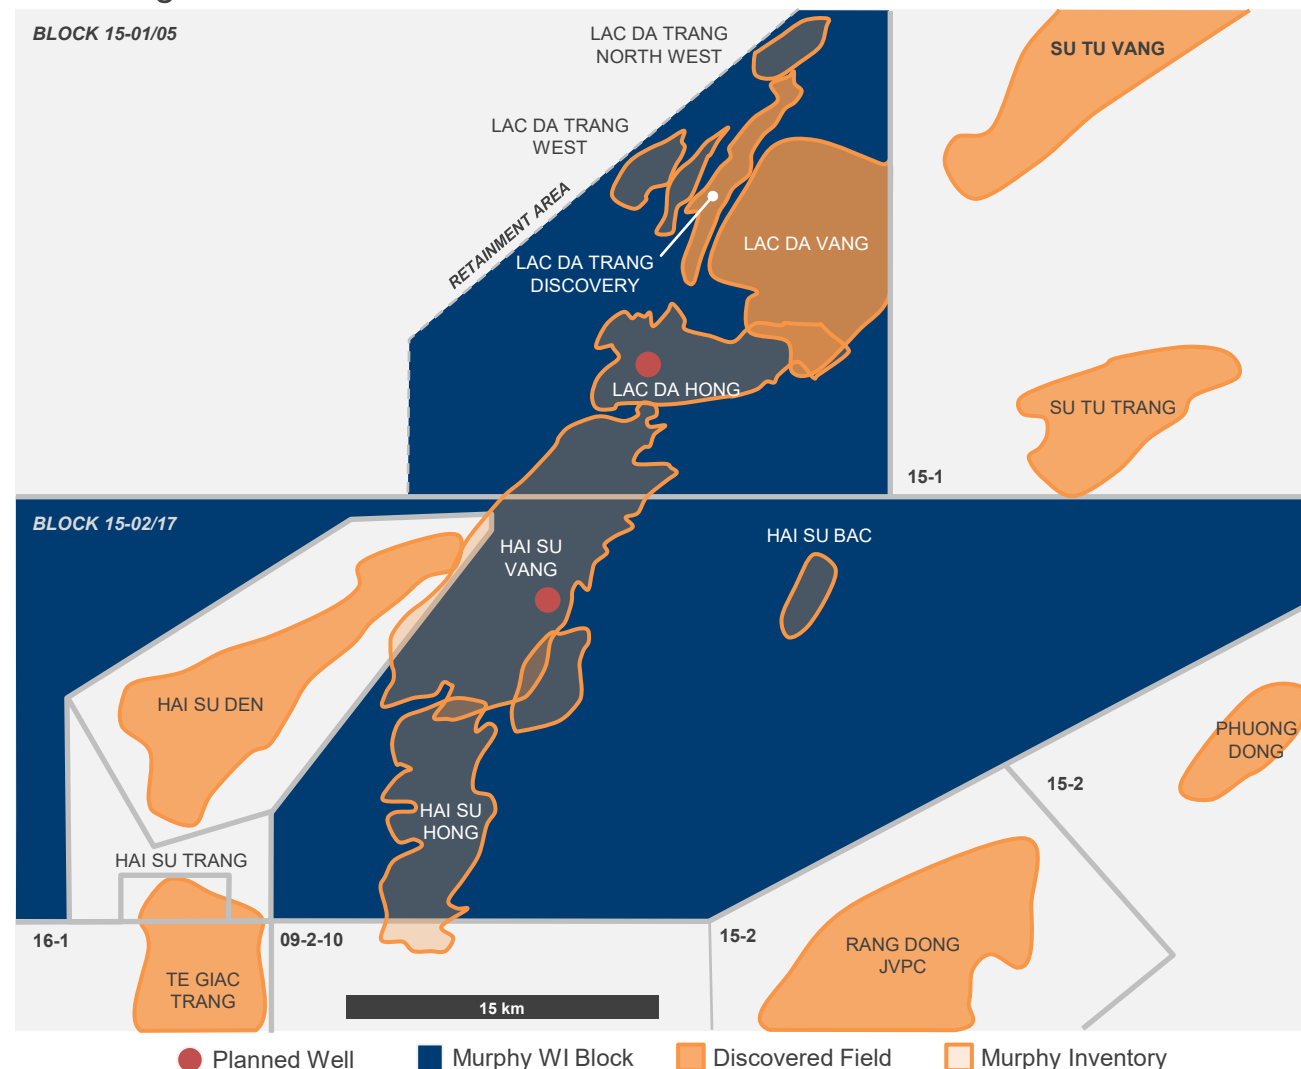 BLOCK 15-01/05
LAC DA TRANG
NORTH WEST
SU TU VANG
LAC DA TRANG
WEST
RETAINMENT AREA
LAC DA VANG
LAC DA TRANG
DISCOVERY
LAC DA HONG
SU TU TRANG
15-1
BLOCK 15-02/17
HAI SU
VANG
HAI SU BAC
HAI SU DEN
PHUONG
DONG
15-2
HAI SU
HONG
HAI SU TRANG
16-1
09-2-10
15-2
RANG DONG
JVPC
TE GIAC
TRANG
15 km
Planned Well
Murphy WI Block
Discovered Field
Murphy Inventory